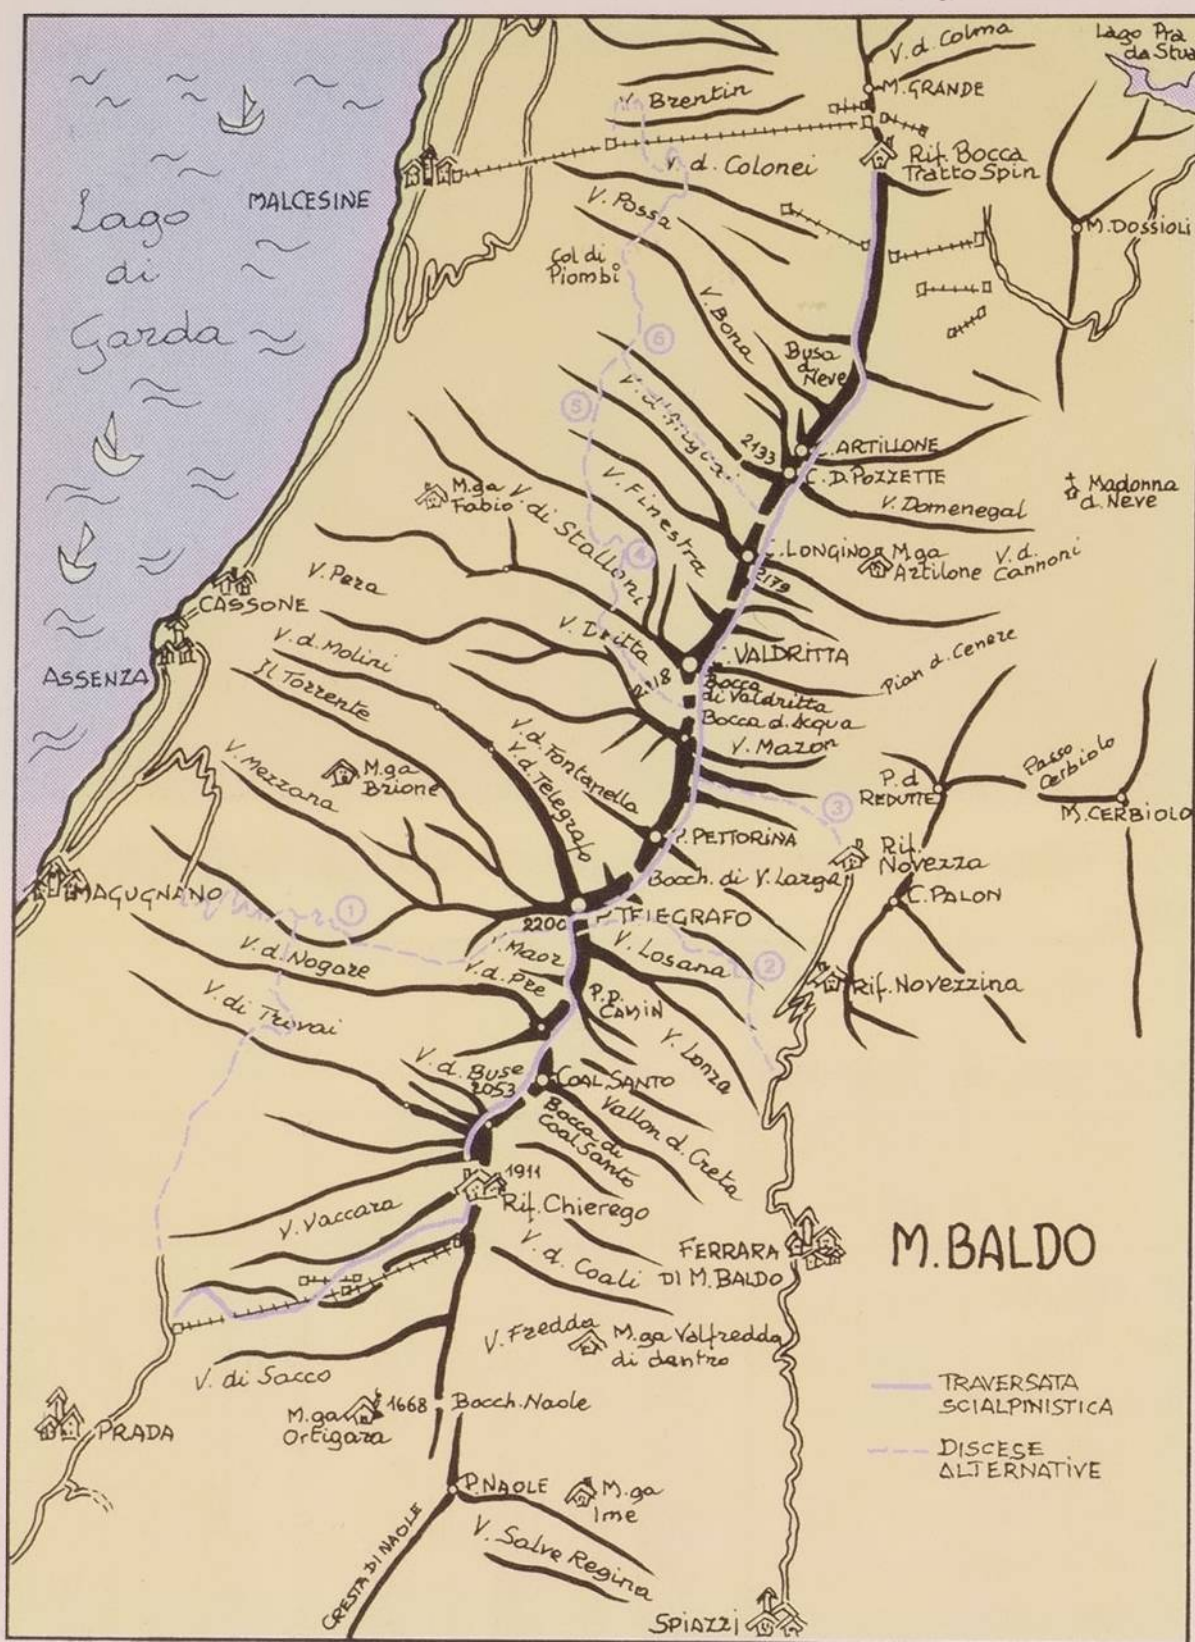 V. d. Colma
Lago Pra
da Stua
M. GRANDE
V. Brentin
Rif. Bocca
Tratto Spin
V. d. Colonei
MALCESINE
Lago
di
Garda
V. Possa
M. DOSSIOLI
Col di
Piombi
V. Bona
6
Busa
d. Neve
5
2133
C. ARTILLONE
C. D. POZZETTE
V. Finestra
V. Domenegal
Madonna
d. Neve
M.ga
Fabio
V. di Stalloni
4
C. LONGINO
2179
M.ga
Artilone
V. d.
Cannoni
V. Pera
CASSONE
V. Dritta
VALDRITTA
2218
Pian d. Cenere
ASSENZA
V. d. Molini
Il Torrente
Bocca
di Valdritta
Bocca d. Acqua
V. Mazon
V. d. Fontanella
V. d. Telegrafo
V. Mezzana
M.ga
Brione
P. d.
REDUTTE
Passo
Cerbiolo
M. CERBIOLO
3
P. PETTORINA
Rif.
Novezza
Bocch. di V. Larga
MAGUGNANO
C. PALON
1
2200
P. TELEGRAFO
V. Maor
V. Losana
2
V. d. Nogare
V. d. Pre
Rif. Novezzina
V. di Trovai
P. P.
CAMIN
V. Lonza
V. d. Buse
2053
COAL SANTO
Bocca di
Coal Santo
Vallon d. Creta
1911
Rif. Chierego
V. Vaccara
FERRARA
DI M. BALDO
M. BALDO
V. d. Coali
V. Fredda
M.ga Valfredda
di dentro
V. di Sacco
TRAVERSATA
SCIALPINISTICA
PRADA
M.ga
Ortigara
1668
Bocch. Naole
DISCESE
ALTERNATIVE
P. NAOLE
M.ga
Ime
CRESTA DI NAOLE
V. Salve Regina
SPIAZZI